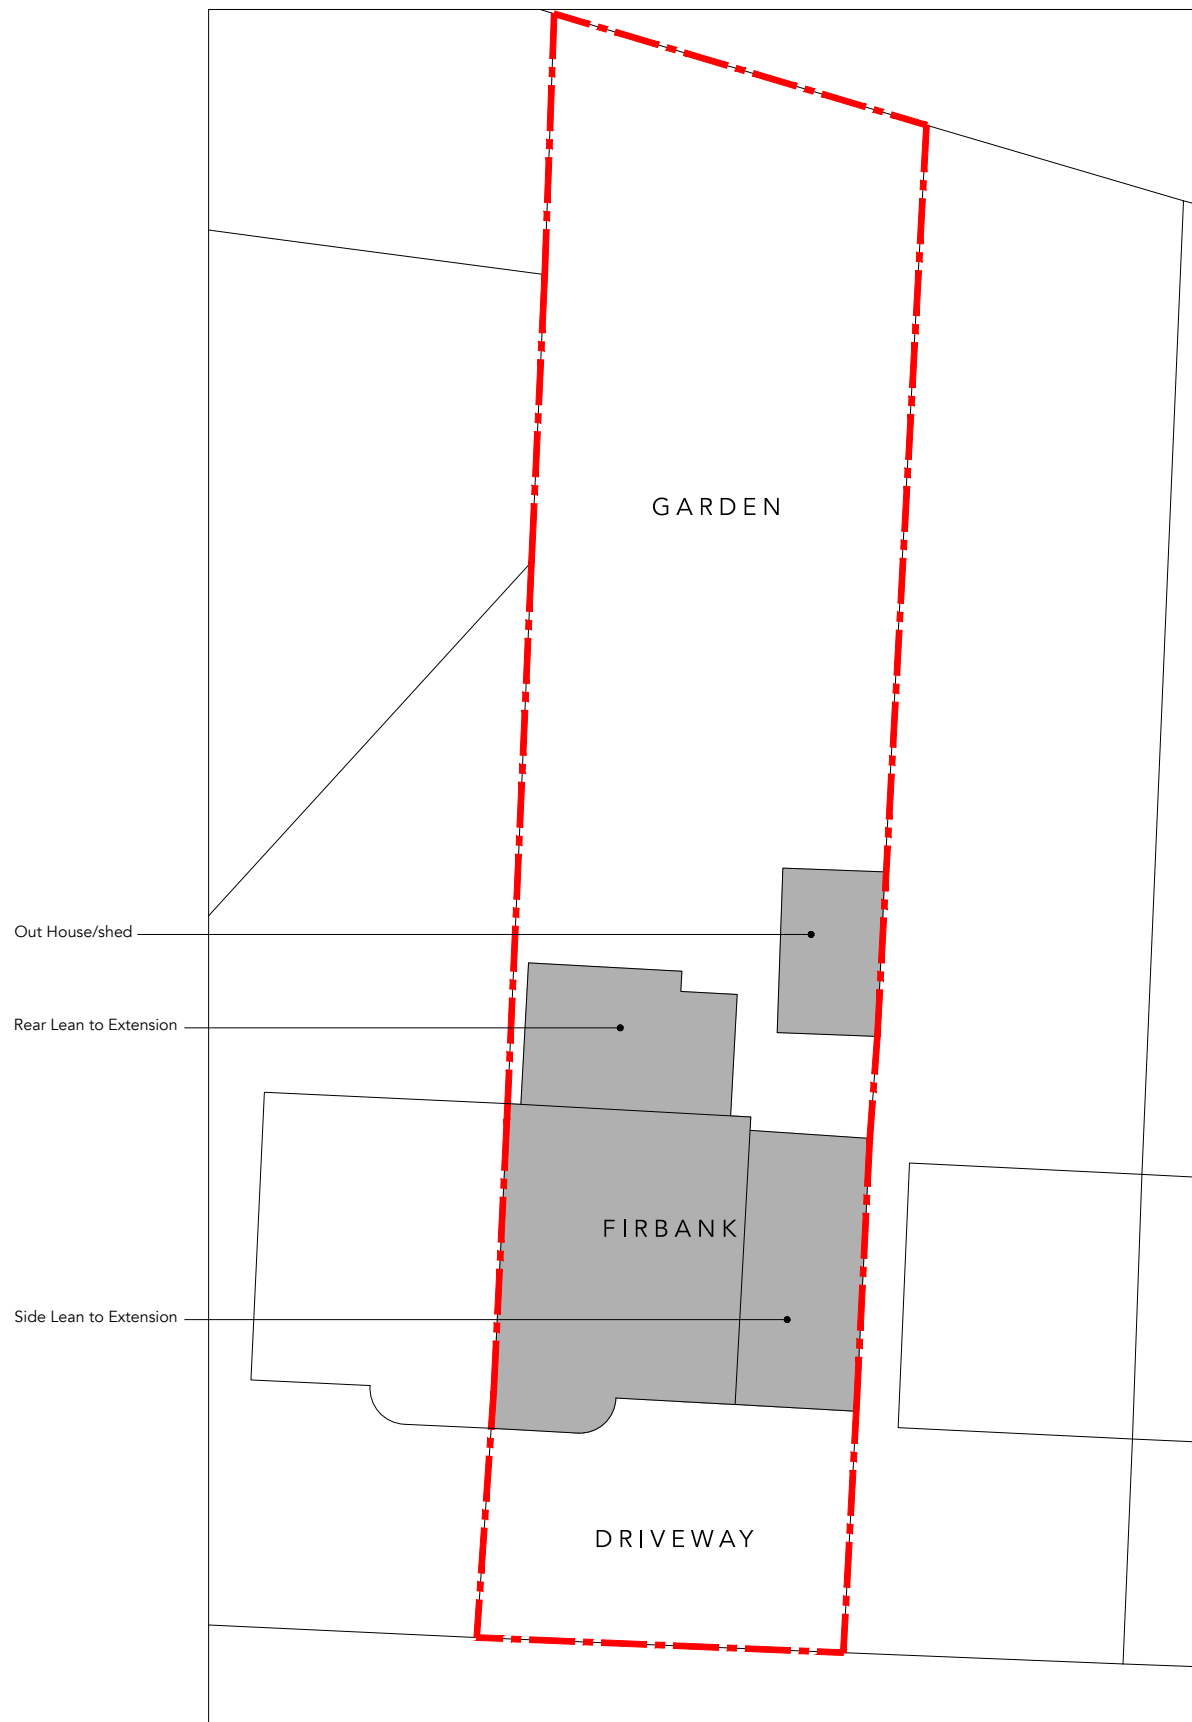 GARDEN
Out House/shed
Rear Lean to Extension
FIRBANK
Side Lean to Extension
DRIVEWAY